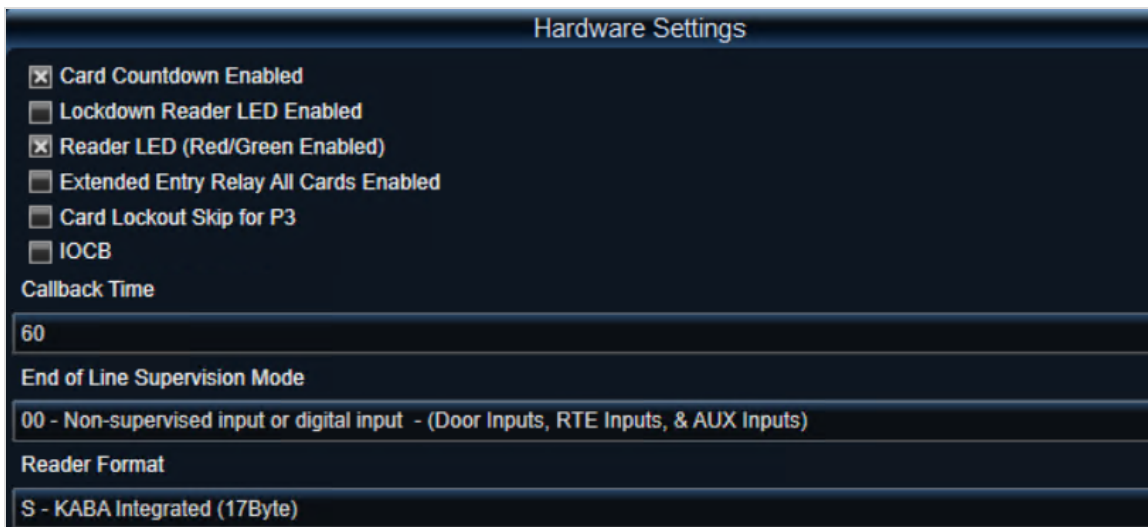 Hardware Settings
Card Countdown Enabled
Lockdown Reader LED Enabled
Reader LED (Red/Green Enabled)
Extended Entry Relay All Cards Enabled
Card Lockout Skip for P3
IOCB
Callback Time
60
End of Line Supervision Mode
00 - Non-supervised input or digital input - (Door Inputs, RTE Inputs, & AUX Inputs)
Reader Format
S - KABA Integrated (17Byte)